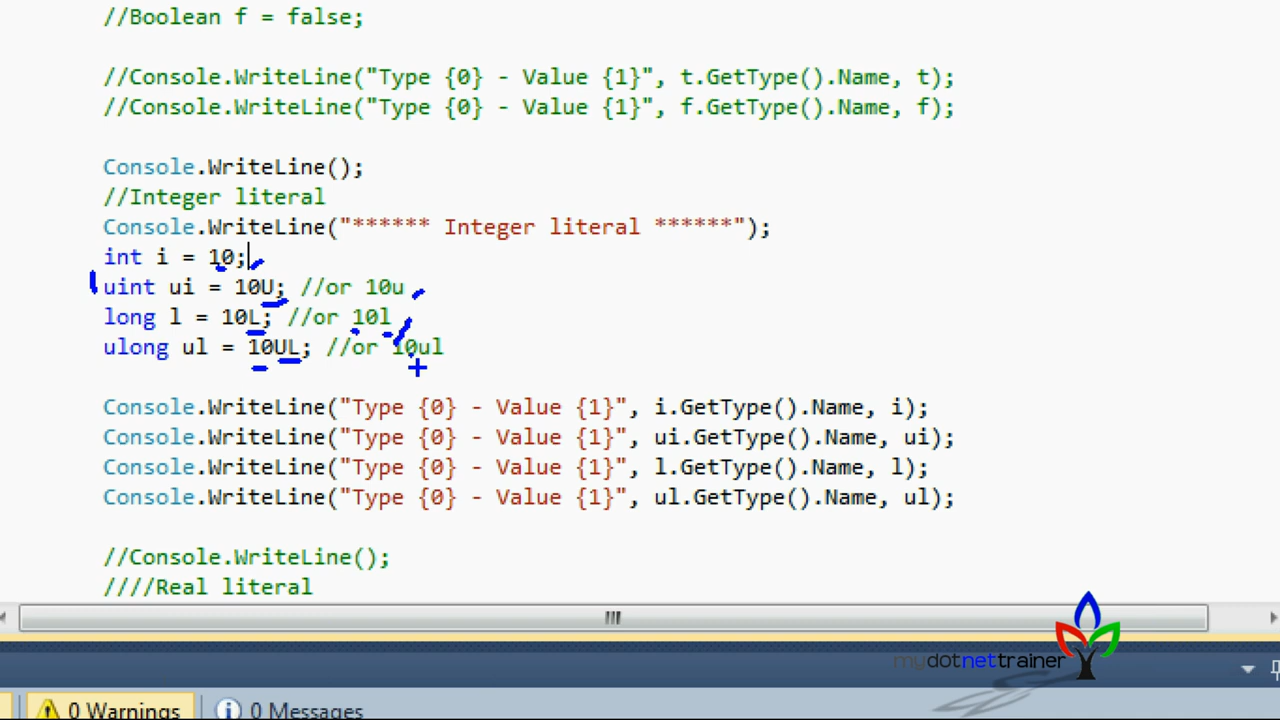 //Boolean f = false;
//Console.WriteLine("Type {0} - Value {1}", t.GetType().Name, t);
//Console.WriteLine("Type {0} - Value {1}", f.GetType().Name, f);
Console.WriteLine();
//Integer literal
Console.WriteLine("****** Integer literal ******");
int i = 10;
uint ui = 10U; //or 10u
long l = 10L; //or 10l
ulong ul = 10UL; //or 10ul
Console.WriteLine("Type {0} - Value {1}", i.GetType().Name, i);
Console.WriteLine("Type {0} - Value {1}", ui.GetType().Name, ui);
Console.WriteLine("Type {0} - Value {1}", l.GetType().Name, l);
Console.WriteLine("Type {0} - Value {1}", ul.GetType().Name, ul);
//Console.WriteLine();
////Real literal
mydotnettrainer
0 Warnings
0 Messages